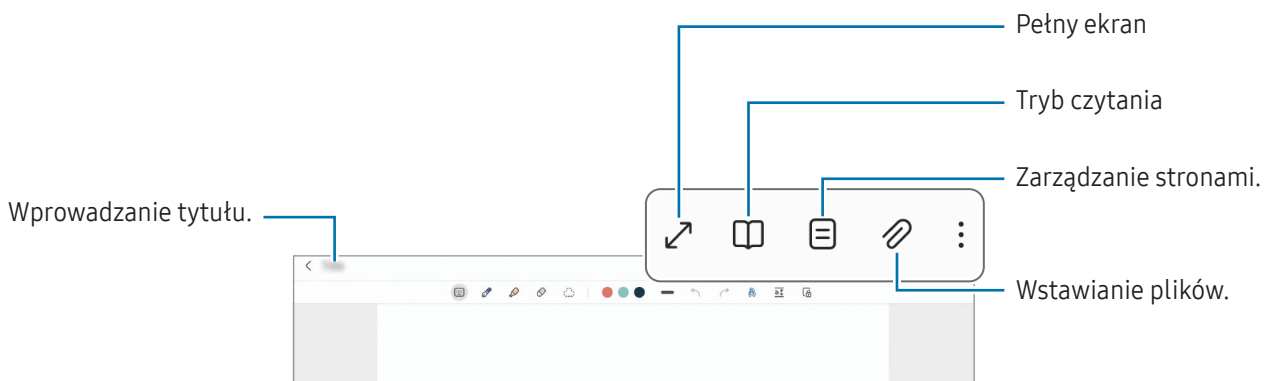 Pełny ekran
Tryb czytania
Zarządzanie stronami.
Wprowadzanie tytułu.
Wstawianie plików.